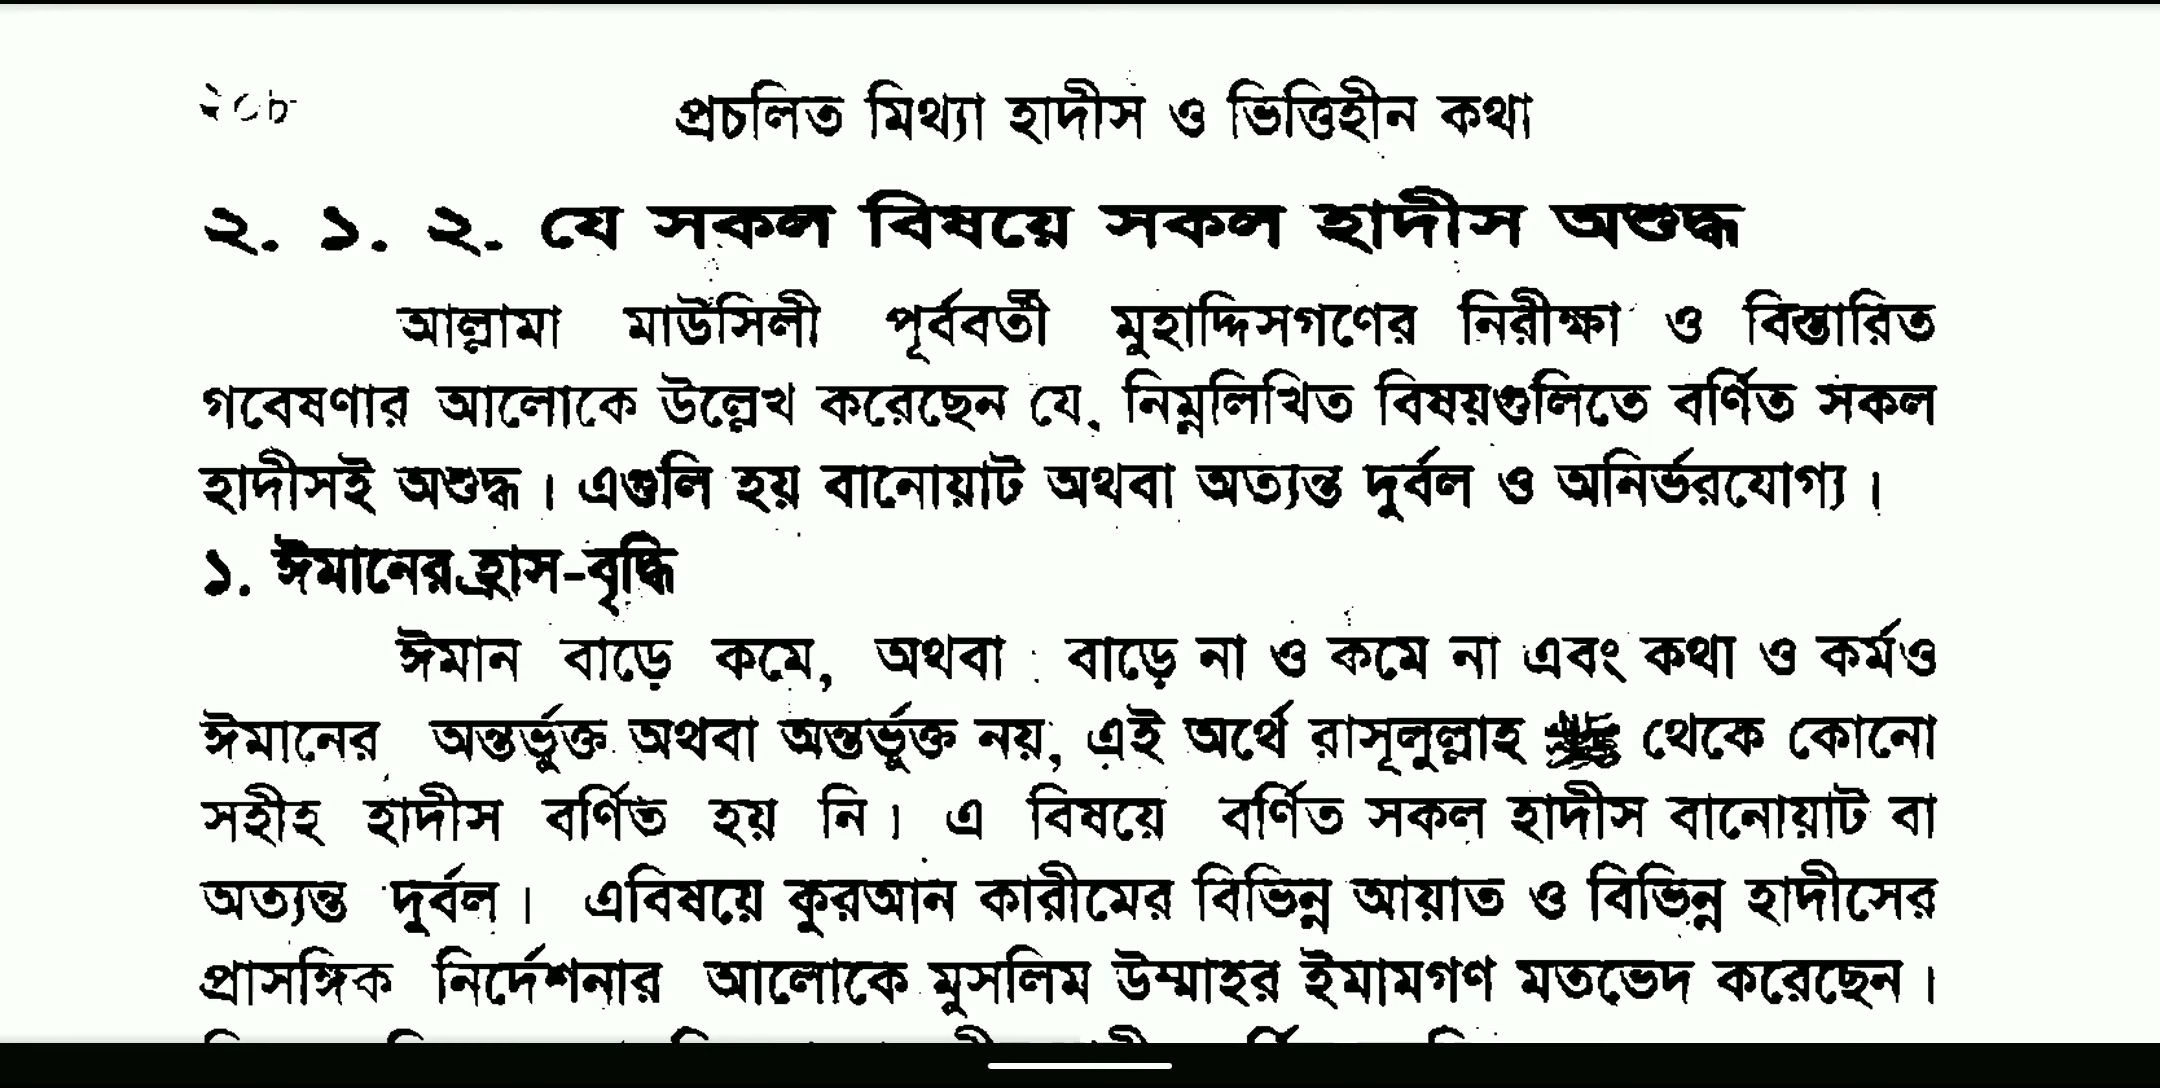 ২০৮
প্রচলিত মিথ্যা হাদীস ও ভিত্তিহীন কথা
২. ১. ২. যে সকল বিষয়ে সকল হাদীস অশুদ্ধ
আল্লামা মাউসিলী পূর্ববর্তী মুহাদ্দিসগণের নিরীক্ষা ও বিস্তারিত
গবেষণার আলোকে উল্লেখ করেছেন যে, নিম্নলিখিত বিষয়গুলিতে বর্ণিত সকল
হাদীসই অশুদ্ধ। এগুলি হয় বানোয়াট অথবা অত্যন্ত দুর্বল ও অনির্ভরযোগ্য।
১. ঈমানের হ্রাস-বৃদ্ধি
ঈমান বাড়ে কমে, অথবা বাড়ে না ও কমে না এবং কথা ও কর্মও
ঈমানের অন্তর্ভুক্ত অথবা অন্তর্ভুক্ত নয়, এই অর্থে রাসূলুল্লাহ ﷺ থেকে কোনো
সহীহ হাদীস বর্ণিত হয় নি। এ বিষয়ে বর্ণিত সকল হাদীস বানোয়াট বা
অত্যন্ত দুর্বল। এবিষয়ে কুরআন কারীমের বিভিন্ন আয়াত ও বিভিন্ন হাদীসের
প্রাসঙ্গিক নির্দেশনার আলোকে মুসলিম উম্মাহর ইমামগণ মতভেদ করেছেন।